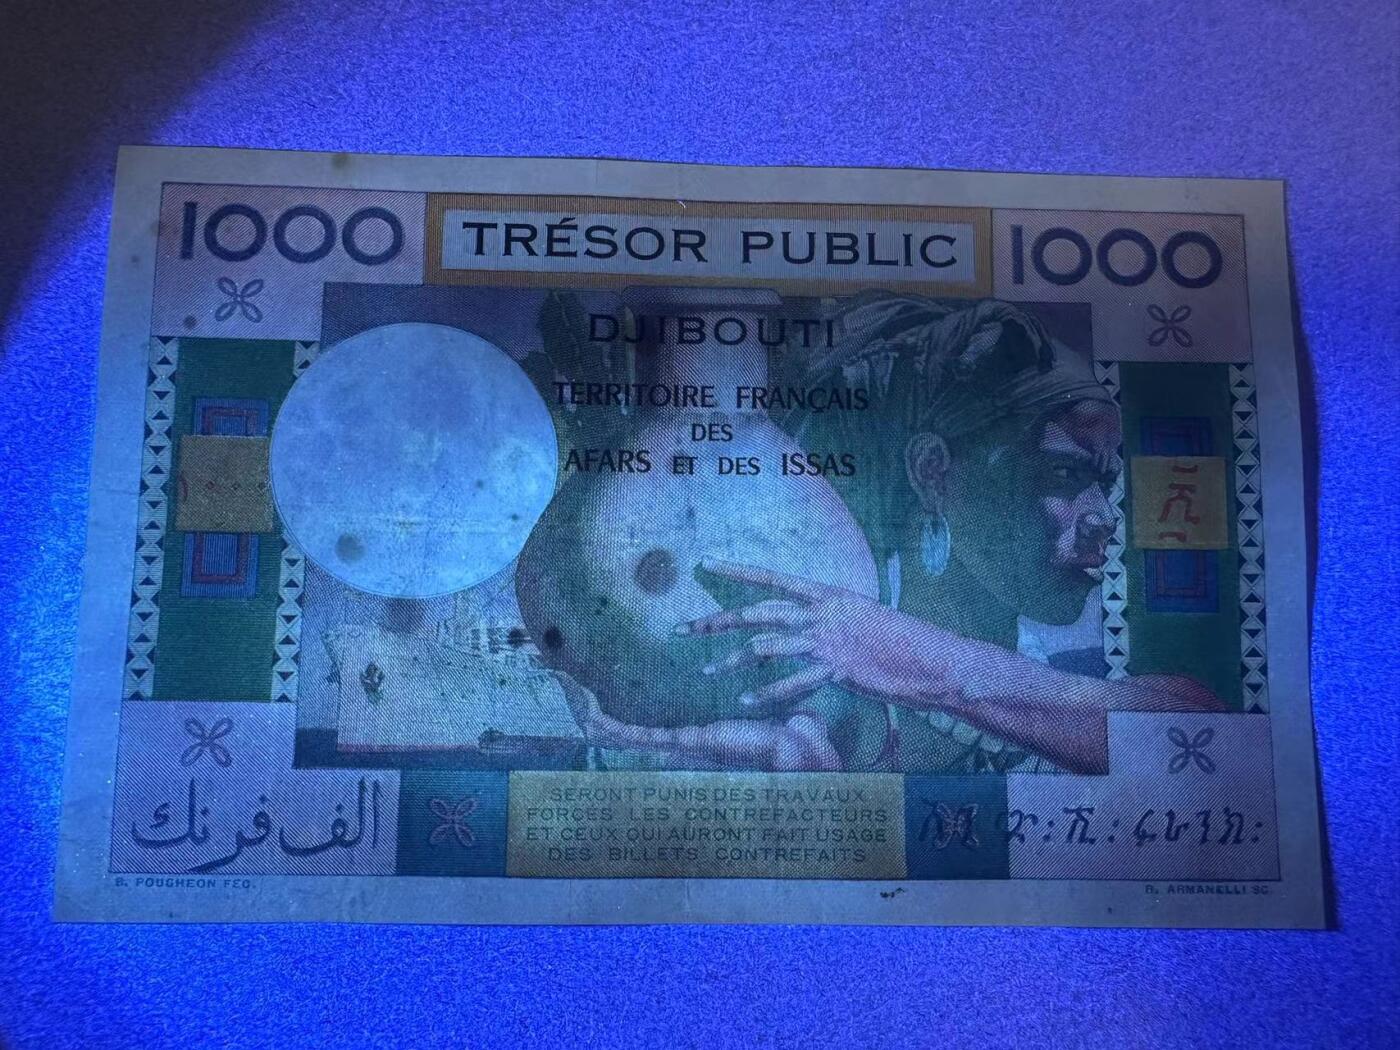 1000
TRÉSOR PUBLIC
1000
DJIBOUTI
TERRITOIRE FRANÇAIS
DES
AFARS ET DES ISSAS
SERONT PUNIS DES TRAVAUX
FORCÉS LES CONTREFACTEURS
ET CEUX QUI AURONT FAIT USAGE
DES BILLETS CONTREFAITS
الف فرنك
B. POUGHEON FEC.
R. ARMANELLI SC.